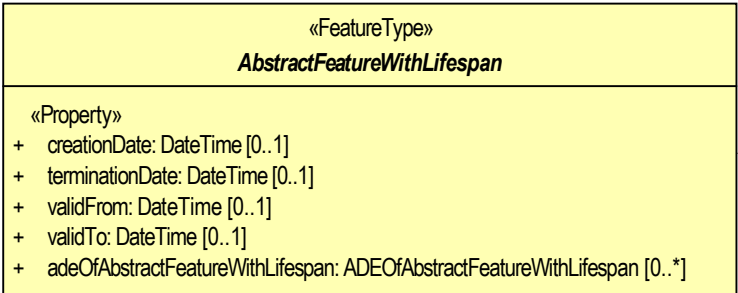 «FeatureType»
AbstractFeatureWithLifespan
«Property»
+ creationDate: DateTime [0..1]
+ terminationDate: DateTime [0..1]
+ validFrom: DateTime [0..1]
+ validTo: DateTime [0..1]
+ adeOfAbstractFeatureWithLifespan: ADEOfAbstractFeatureWithLifespan [0..*]